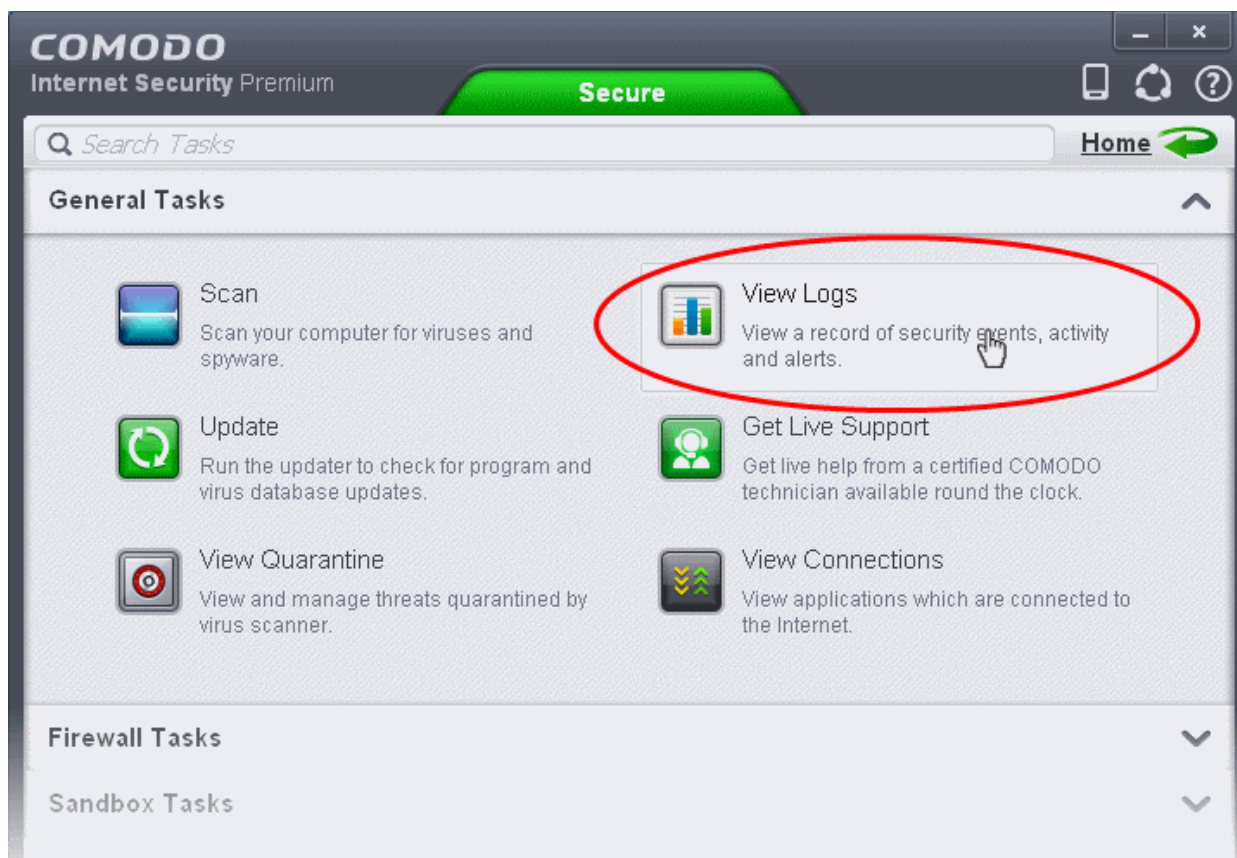 COMODO
Internet Security Premium
Secure
Search Tasks
Home
General Tasks
Scan
Scan your computer for viruses and
spyware.
View Logs
View a record of security events, activity
and alerts.
Update
Run the updater to check for program and
virus database updates.
Get Live Support
Get live help from a certified COMODO
technician available round the clock.
View Quarantine
View and manage threats quarantined by
virus scanner.
View Connections
View applications which are connected to
the Internet.
Firewall Tasks
Sandbox Tasks